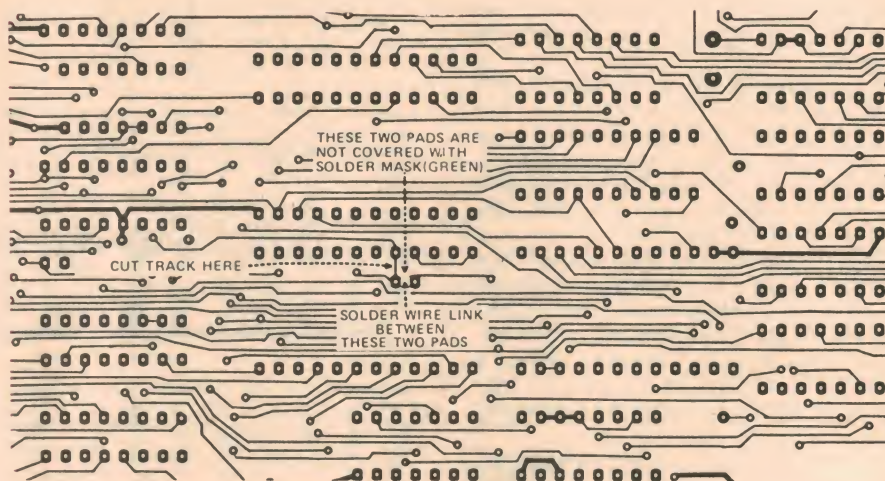 THESE TWO PADS ARE
NOT COVERED WITH
SOLDER MASK(GREEN)
CUT TRACK HERE
SOLDER WIRE LINK
BETWEEN
THESE TWO PADS